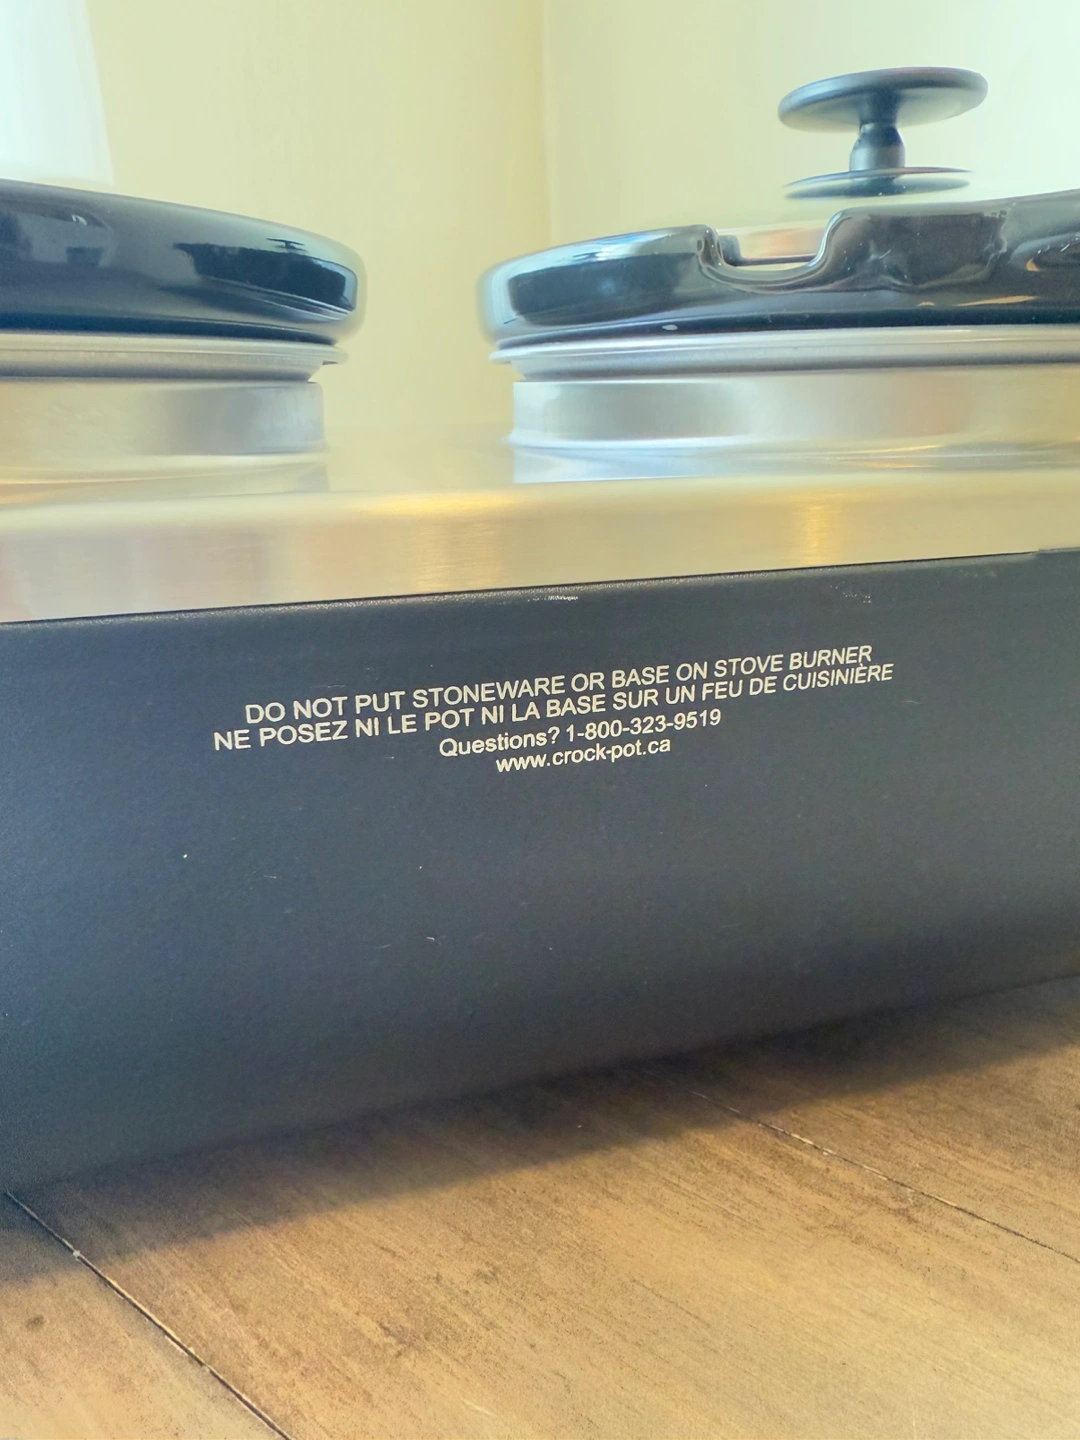 DO NOT PUT STONEWARE OR BASE ON STOVE BURNER
NE POSEZ NI LE POT NI LA BASE SUR UN FEU DE CUISINIÈRE
Questions? 1-800-323-9519
www.crock-pot.ca